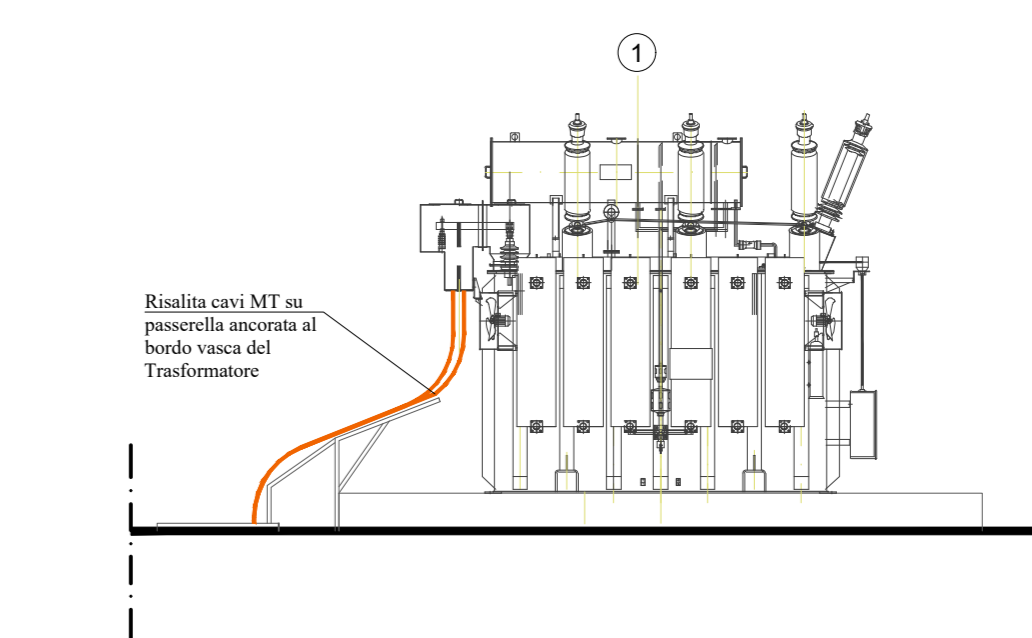 1
Risalita cavi MT su
passerella ancorata al
bordo vasca del
Trasformatore